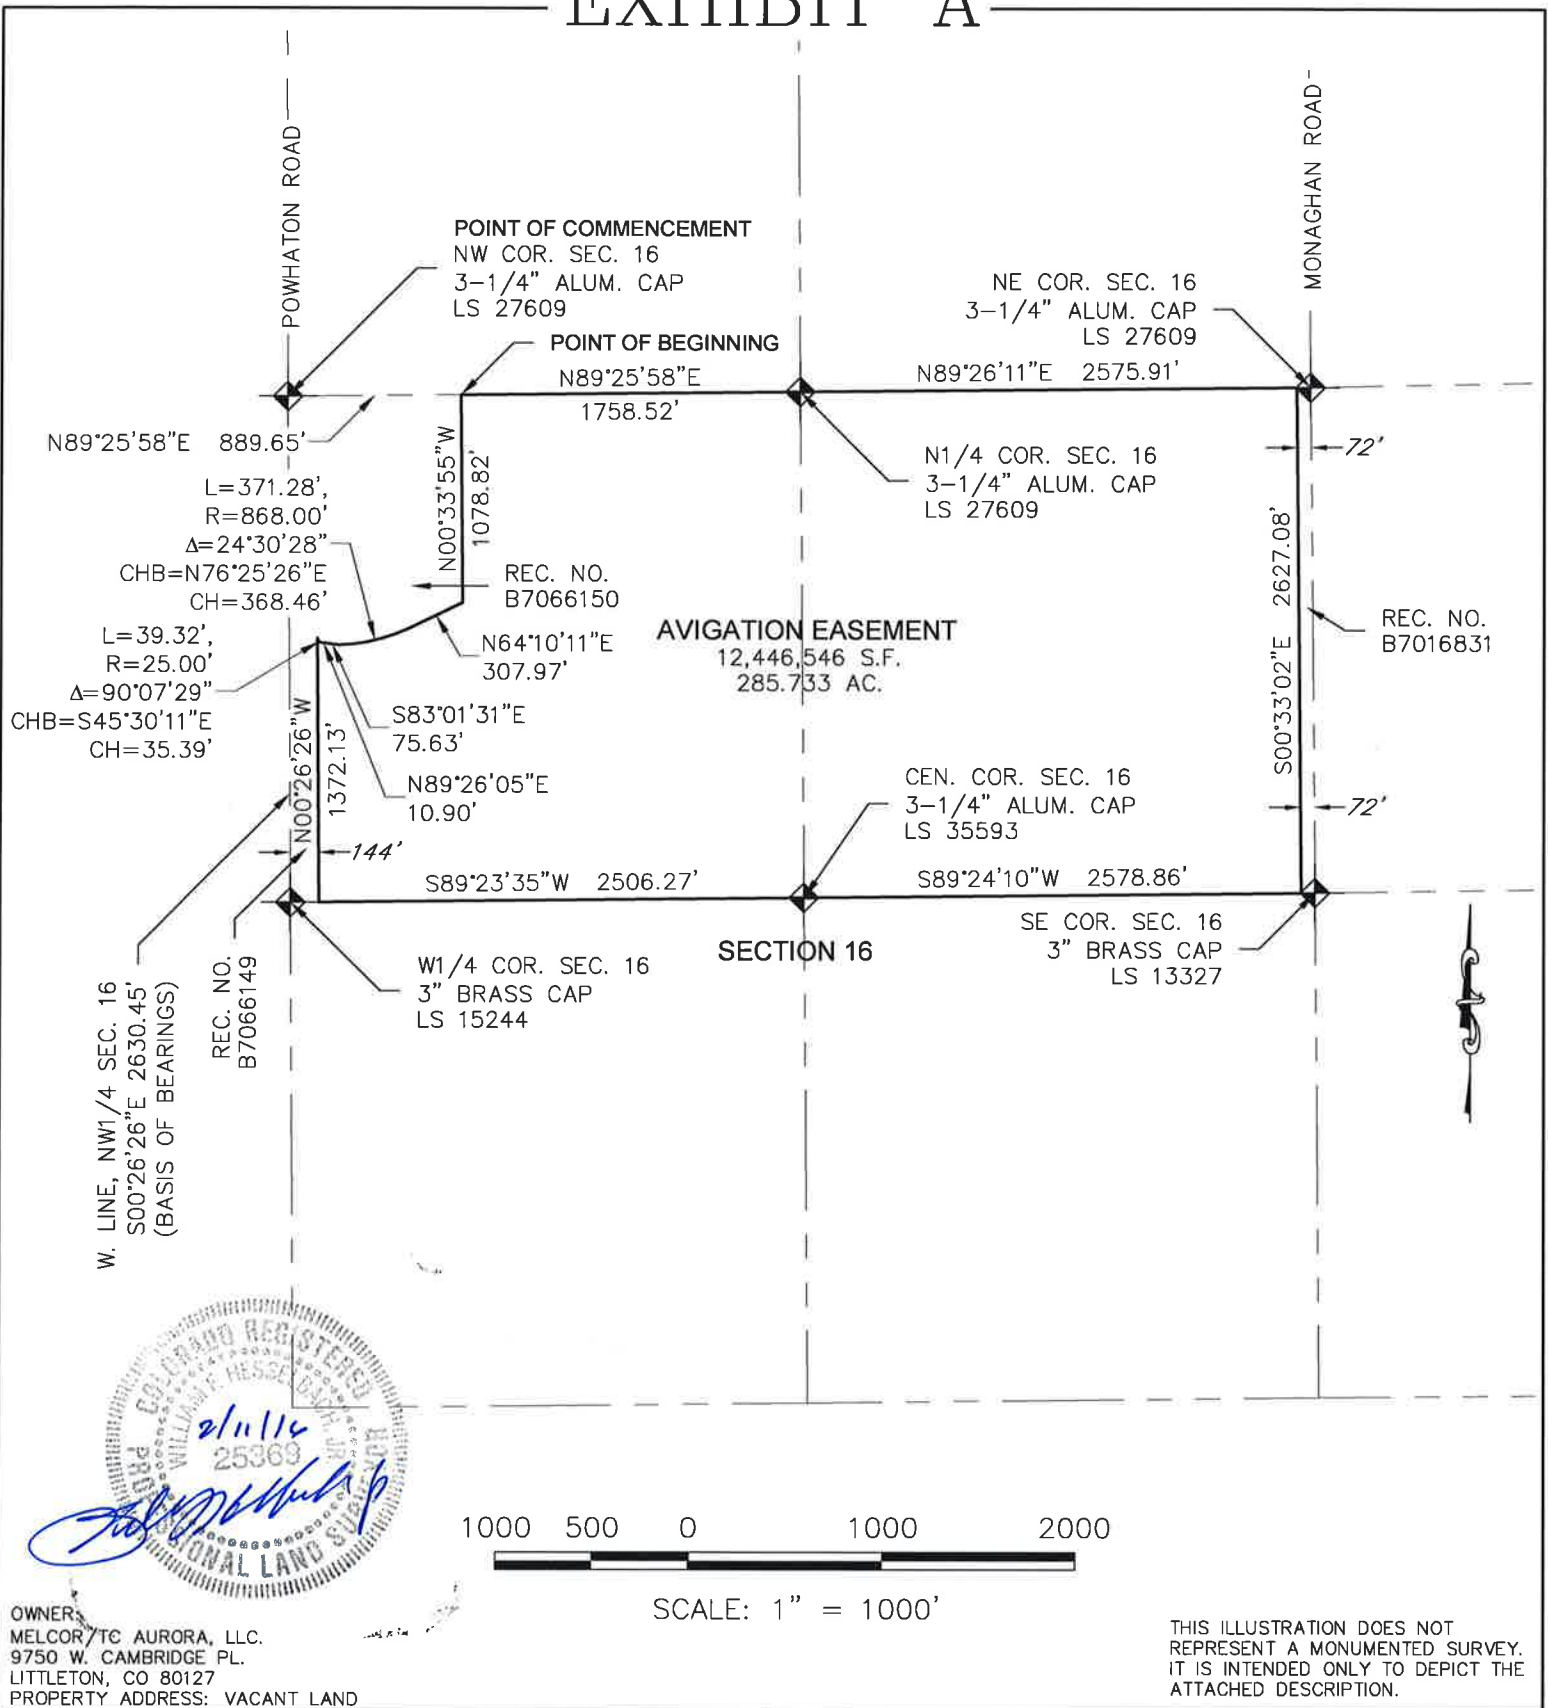 EXHIBIT A
POWHATON ROAD
MONAGHAN ROAD
POINT OF COMMENCEMENT
NW COR. SEC. 16
3-1/4" ALUM. CAP
LS 27609
NE COR. SEC. 16
3-1/4" ALUM. CAP
LS 27609
POINT OF BEGINNING
N89°25'58"E
1758.52'
N89°26'11"E 2575.91'
N89°25'58"E 889.65'
N00°33'55"W
1078.82'
N1/4 COR. SEC. 16
3-1/4" ALUM. CAP
LS 27609
72'
L=371.28',
R=868.00'
Δ=24°30'28"
CHB=N76°25'26"E
CH=368.46'
REC. NO.
B7066150
S00°33'02"E 2627.08'
REC. NO.
B7016831
AVIGATION EASEMENT
12,446,546 S.F.
285.733 AC.
L=39.32',
R=25.00'
Δ=90°07'29"
CHB=S45°30'11"E
CH=35.39'
N64°10'11"E
307.97'
S83°01'31"E
75.63'
N89°26'05"E
10.90'
N00°26'26"W
1372.13'
144'
CEN. COR. SEC. 16
3-1/4" ALUM. CAP
LS 35593
72'
S89°23'35"W 2506.27'
S89°24'10"W 2578.86'
SE COR. SEC. 16
3" BRASS CAP
LS 13327
SECTION 16
W1/4 COR. SEC. 16
3" BRASS CAP
LS 15244
REC. NO.
B7066149
W. LINE, NW1/4 SEC. 16
S00°26'26"E 2630.45'
(BASIS OF BEARINGS)
COLORADO REGISTERED
WILLIAM F. HESSELBACH, JR.
2/11/16
25369
PROFESSIONAL LAND SURVEYOR
1000 500 0 1000 2000
SCALE: 1" = 1000'
OWNER:
MELCOR/TC AURORA, LLC.
9750 W. CAMBRIDGE PL.
LITTLETON, CO 80127
PROPERTY ADDRESS: VACANT LAND
THIS ILLUSTRATION DOES NOT
REPRESENT A MONUMENTED SURVEY.
IT IS INTENDED ONLY TO DEPICT THE
ATTACHED DESCRIPTION.